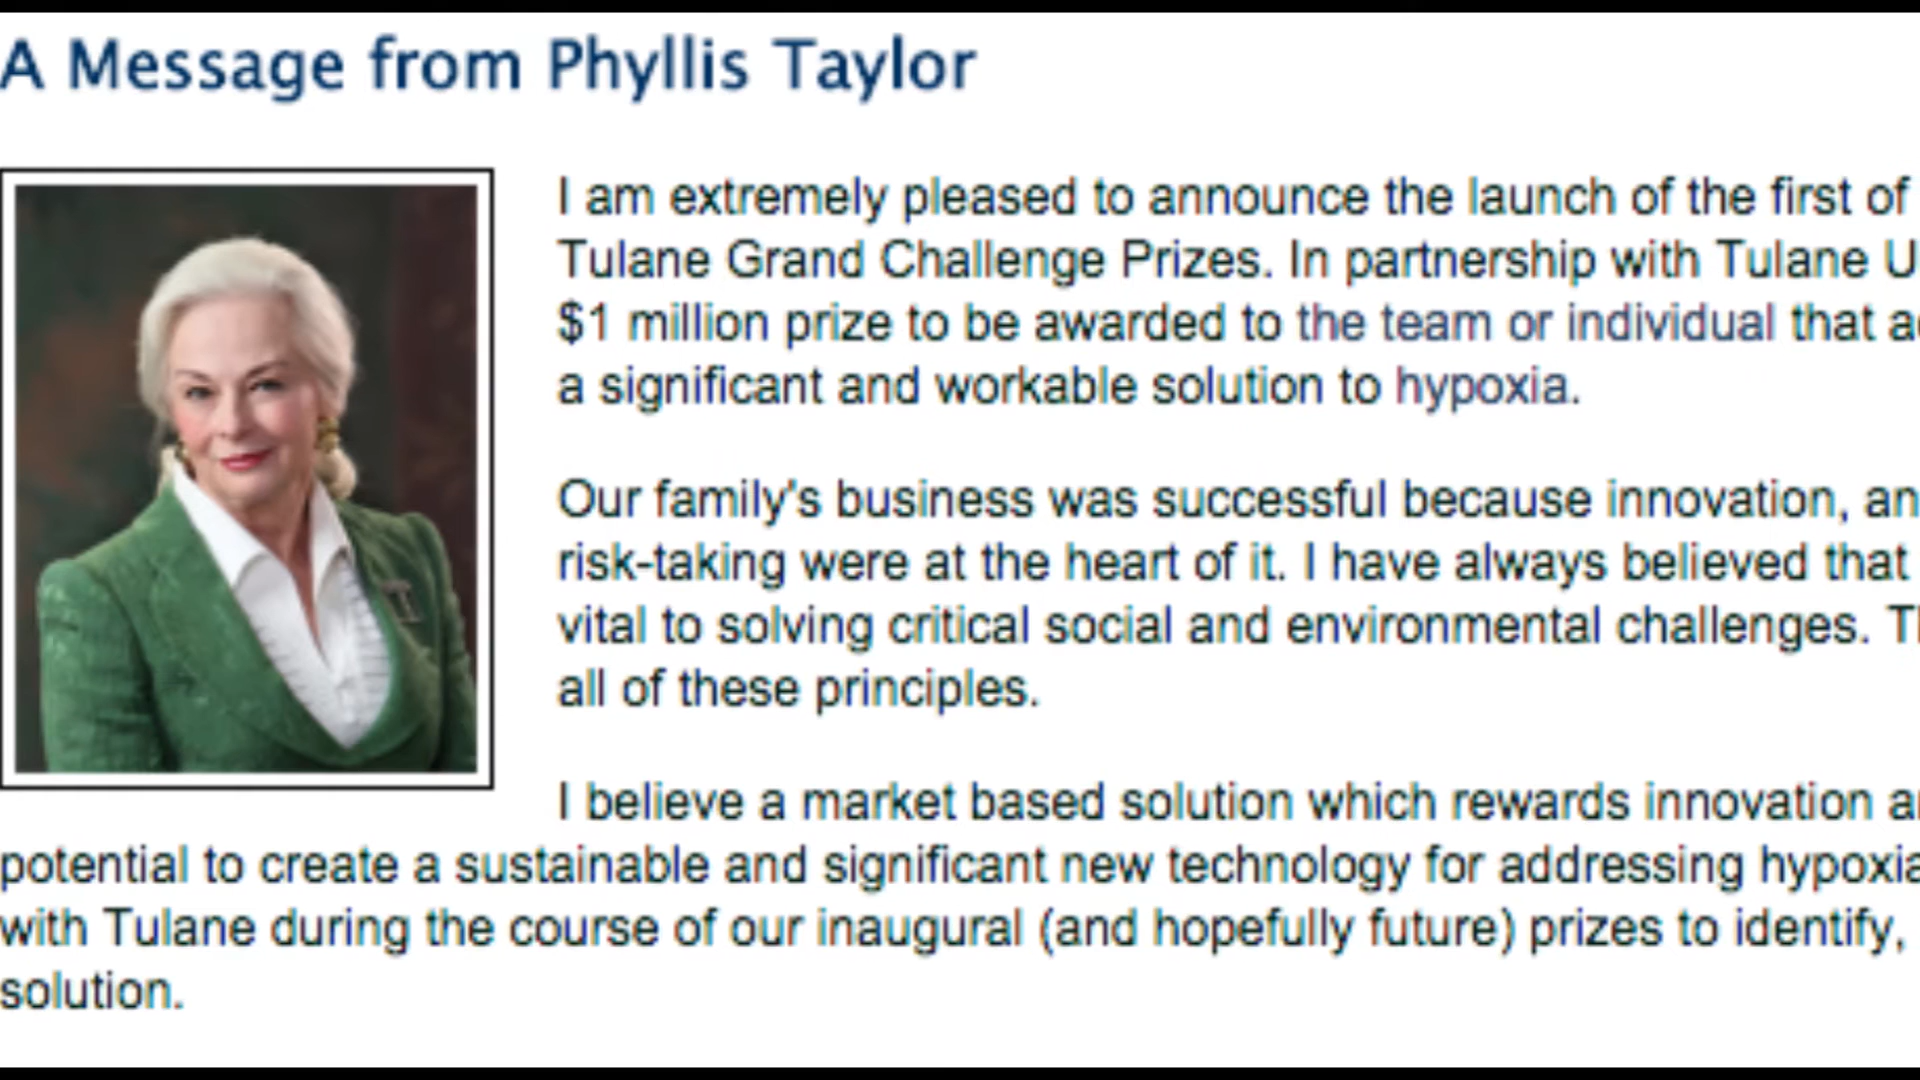 A Message from Phyllis Taylor
I am extremely pleased to announce the launch of the first of
Tulane Grand Challenge Prizes. In partnership with Tulane
$1 million prize to be awarded to the team or individual that
a significant and workable solution to hypoxia.
Our family's business was successful because innovation,
risk-taking were at the heart of it. I have always believed that
vital to solving critical social and environmental challenges.
all of these principles.
I believe a market based solution which rewards innovation
potential to create a sustainable and significant new technology for addressing hypoxia
with Tulane during the course of our inaugural (and hopefully future) prizes to identify,
solution.